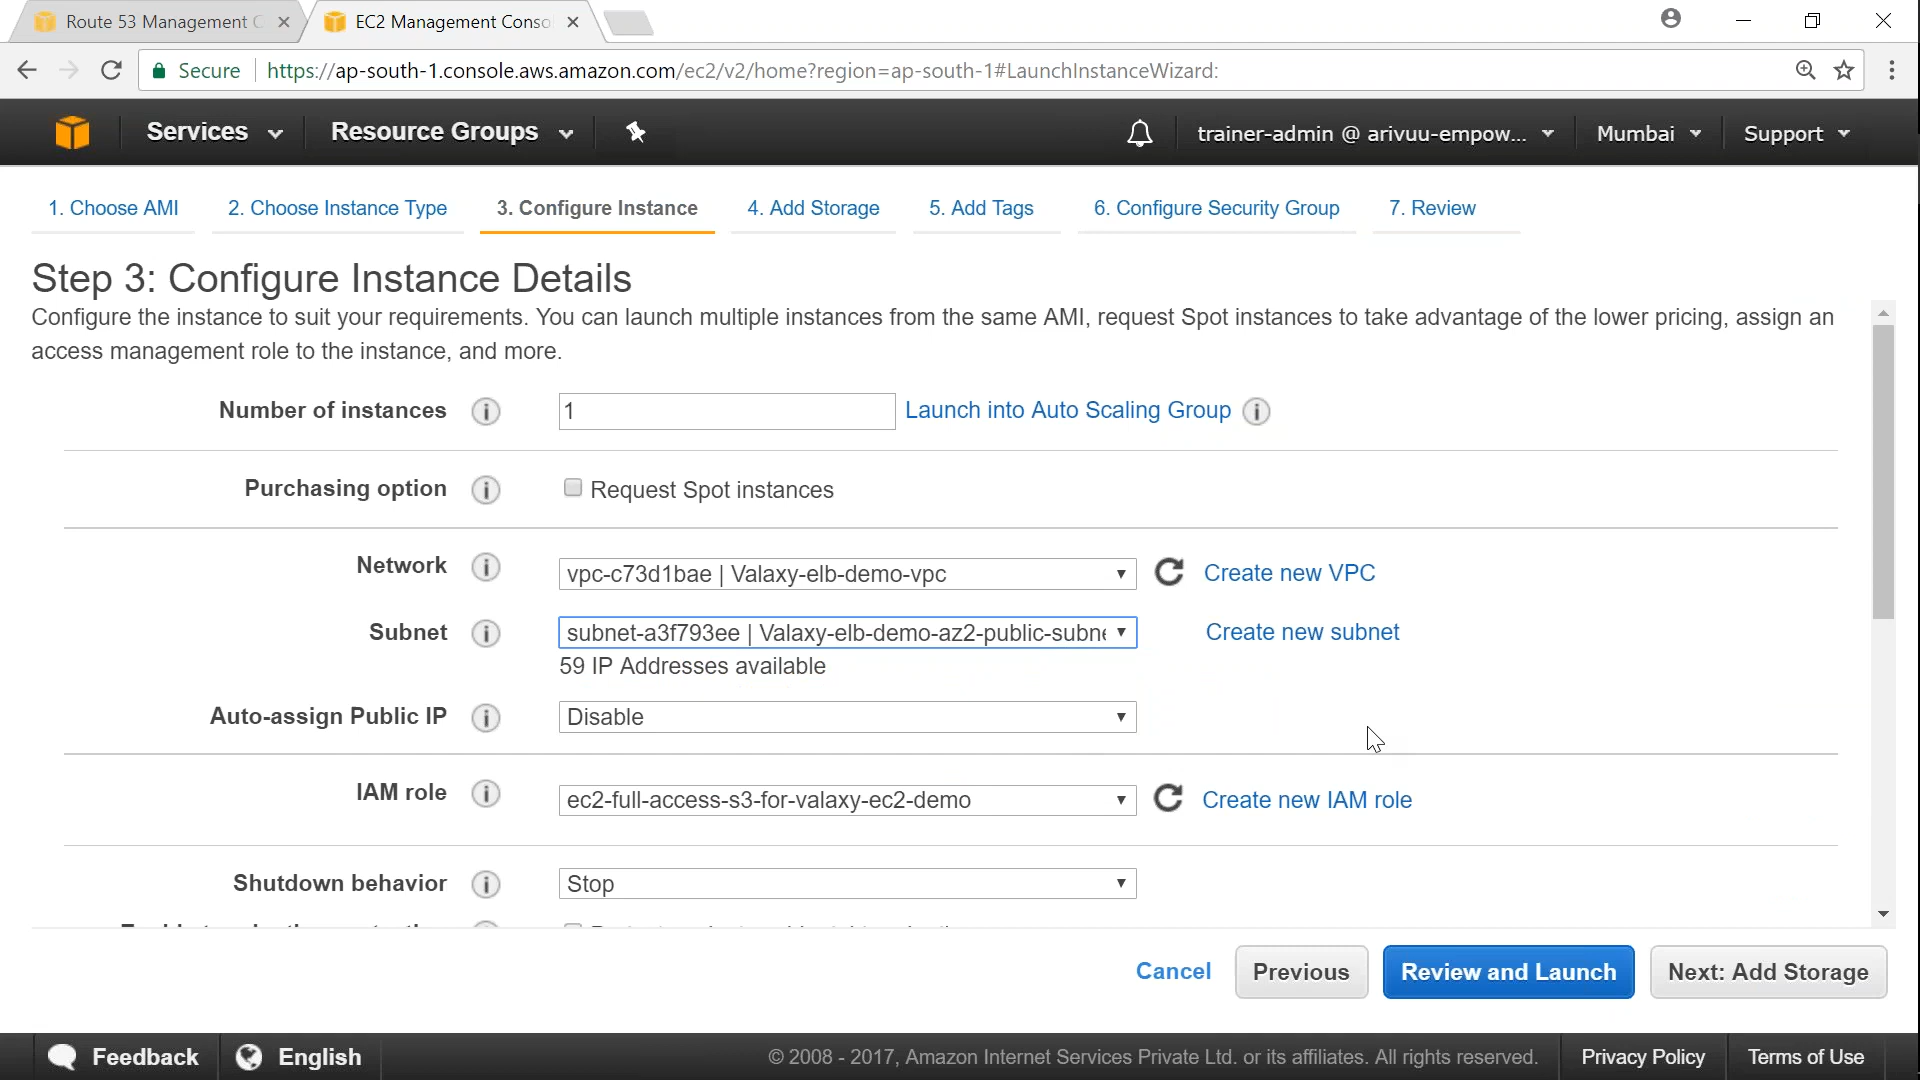 Route 53 Management C
EC2 Management Conso
Secure
https://ap-south-1.console.aws.amazon.com/ec2/v2/home?region=ap-south-1#LaunchInstanceWizard:
Services
Resource Groups
trainer-admin @ arivuu-empow...
Mumbai
Support
1. Choose AMI
2. Choose Instance Type
3. Configure Instance
4. Add Storage
5. Add Tags
6. Configure Security Group
7. Review
Step 3: Configure Instance Details
Configure the instance to suit your requirements. You can launch multiple instances from the same AMI, request Spot instances to take advantage of the lower pricing, assign an
access management role to the instance, and more.
Number of instances
1
Launch into Auto Scaling Group
Purchasing option
Request Spot instances
Network
vpc-c73d1bae | Valaxy-elb-demo-vpc
Create new VPC
Subnet
subnet-a3f793ee | Valaxy-elb-demo-az2-public-subne
Create new subnet
59 IP Addresses available
Auto-assign Public IP
Disable
IAM role
ec2-full-access-s3-for-valaxy-ec2-demo
Create new IAM role
Shutdown behavior
Stop
Cancel
Previous
Review and Launch
Next: Add Storage
Feedback
English
© 2008 - 2017, Amazon Internet Services Private Ltd. or its affiliates. All rights reserved.
Privacy Policy
Terms of Use